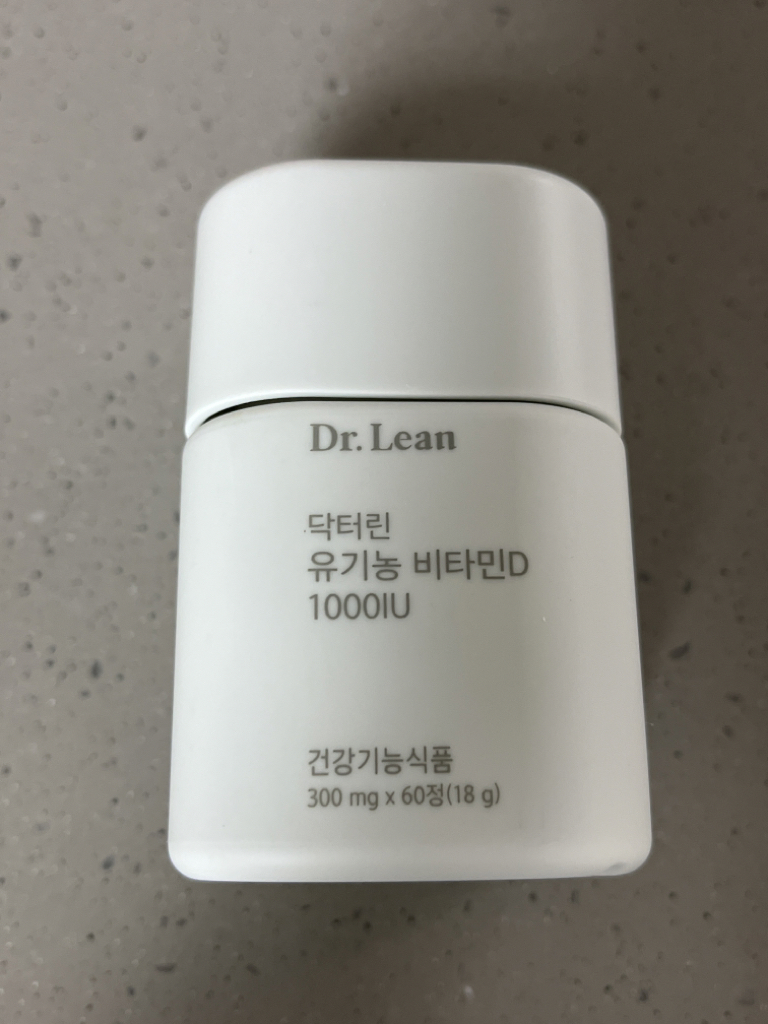 Dr. Lean
닥터린
유기농 비타민D
1000IU
건강기능식품
300 mg x 60정(18 g)